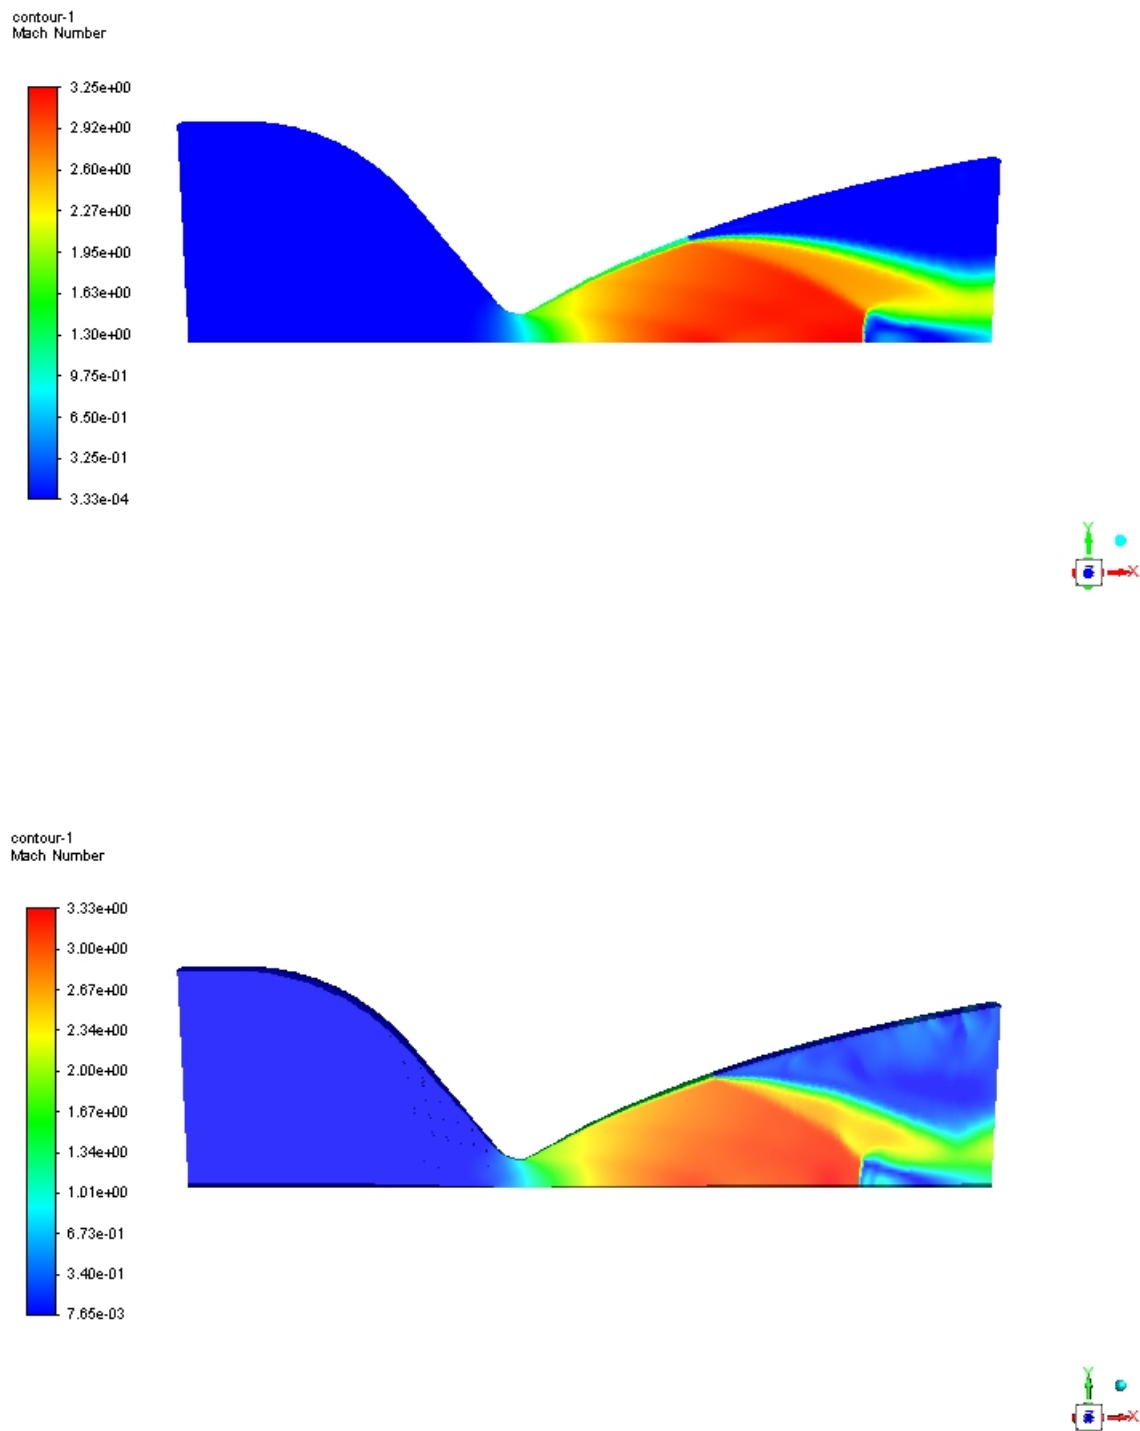 contour-1
Mach Number
3.25e+00
2.92e+00
2.60e+00
2.27e+00
1.95e+00
1.63e+00
1.30e+00
9.75e-01
6.50e-01
3.25e-01
3.33e-04
Y
Z
X
contour-1
Mach Number
3.33e+00
3.00e+00
2.67e+00
2.34e+00
2.00e+00
1.67e+00
1.34e+00
1.01e+00
6.73e-01
3.40e-01
7.65e-03
Y
Z
X